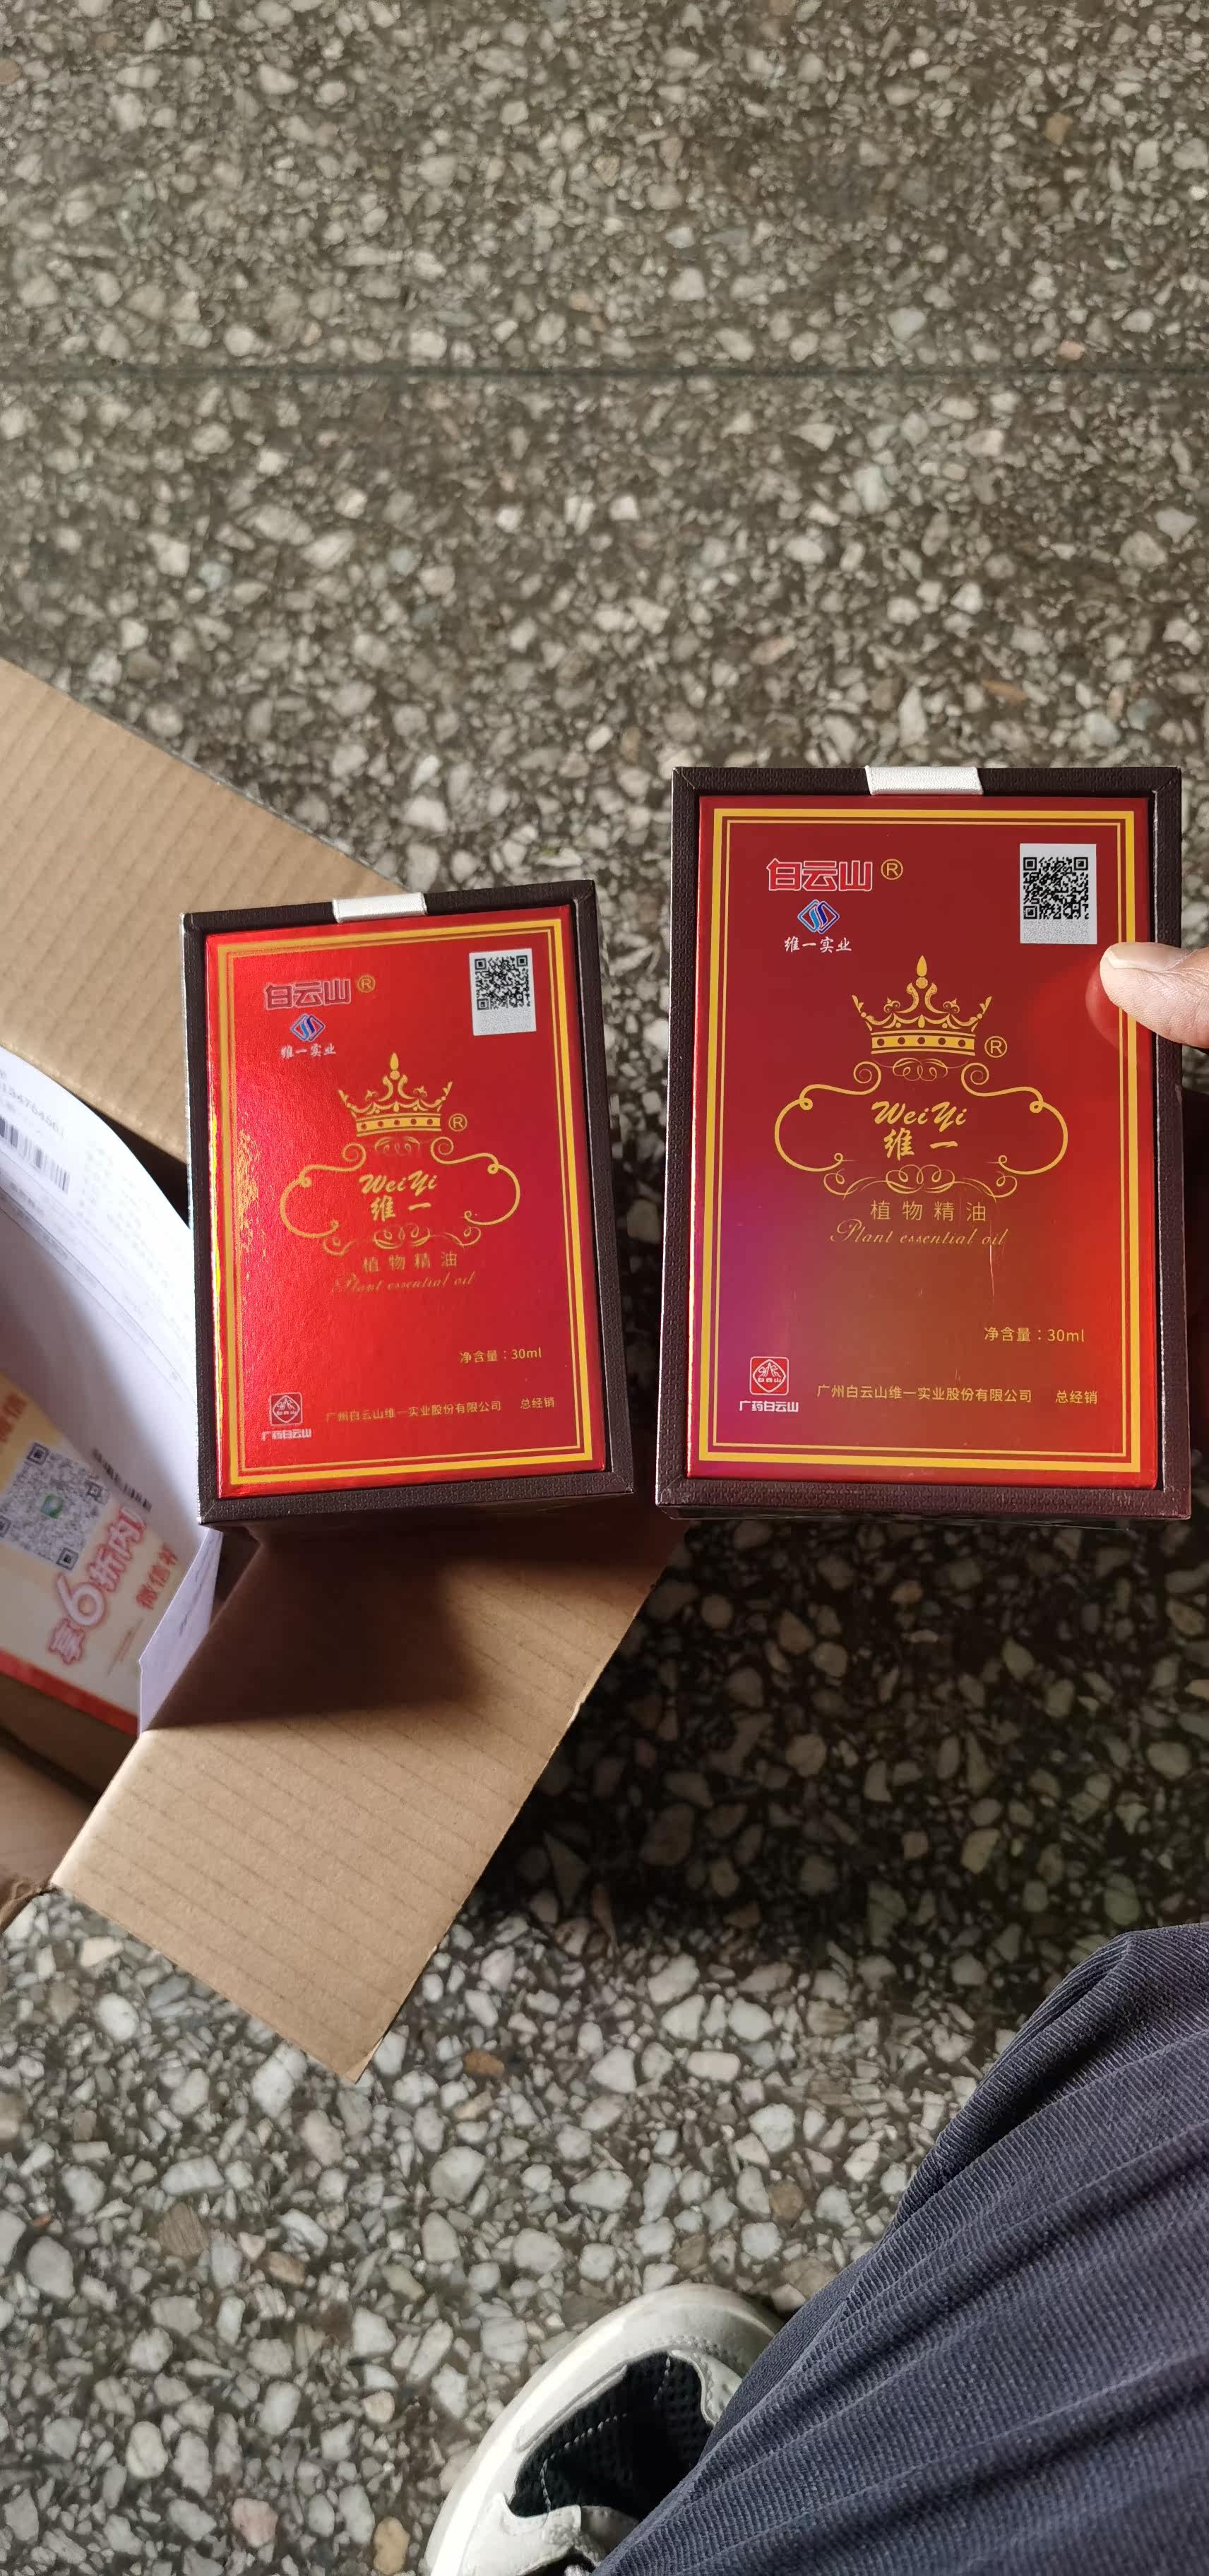 白云山®
维一实业
®
WeiYi
维一
植物精油
Plant essential oil
净含量：30ml
广药白云山
广州白云山维一实业股份有限公司 总经销
白云山®
维一实业
®
WeiYi
维一
植物精油
Plant essential oil
净含量：30ml
广药白云山
广州白云山维一实业股份有限公司 总经销
享6折内